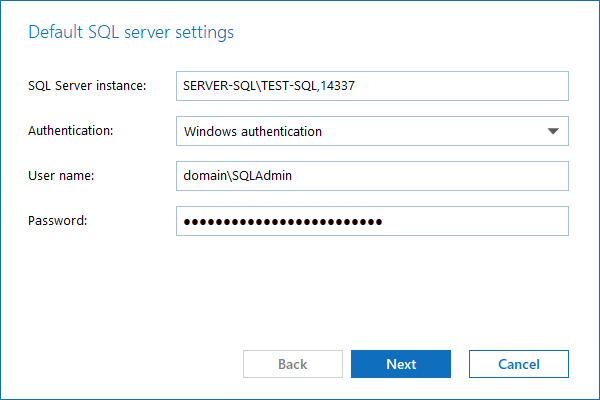 Default SQL server settings
SQL Server instance: SERVER-SQL\TEST-SQL,14337
Authentication: Windows authentication
User name: domain\SQLAdmin
Password: ●●●●●●●●●●●●●●●●●●●●●●●●●
Back Next Cancel